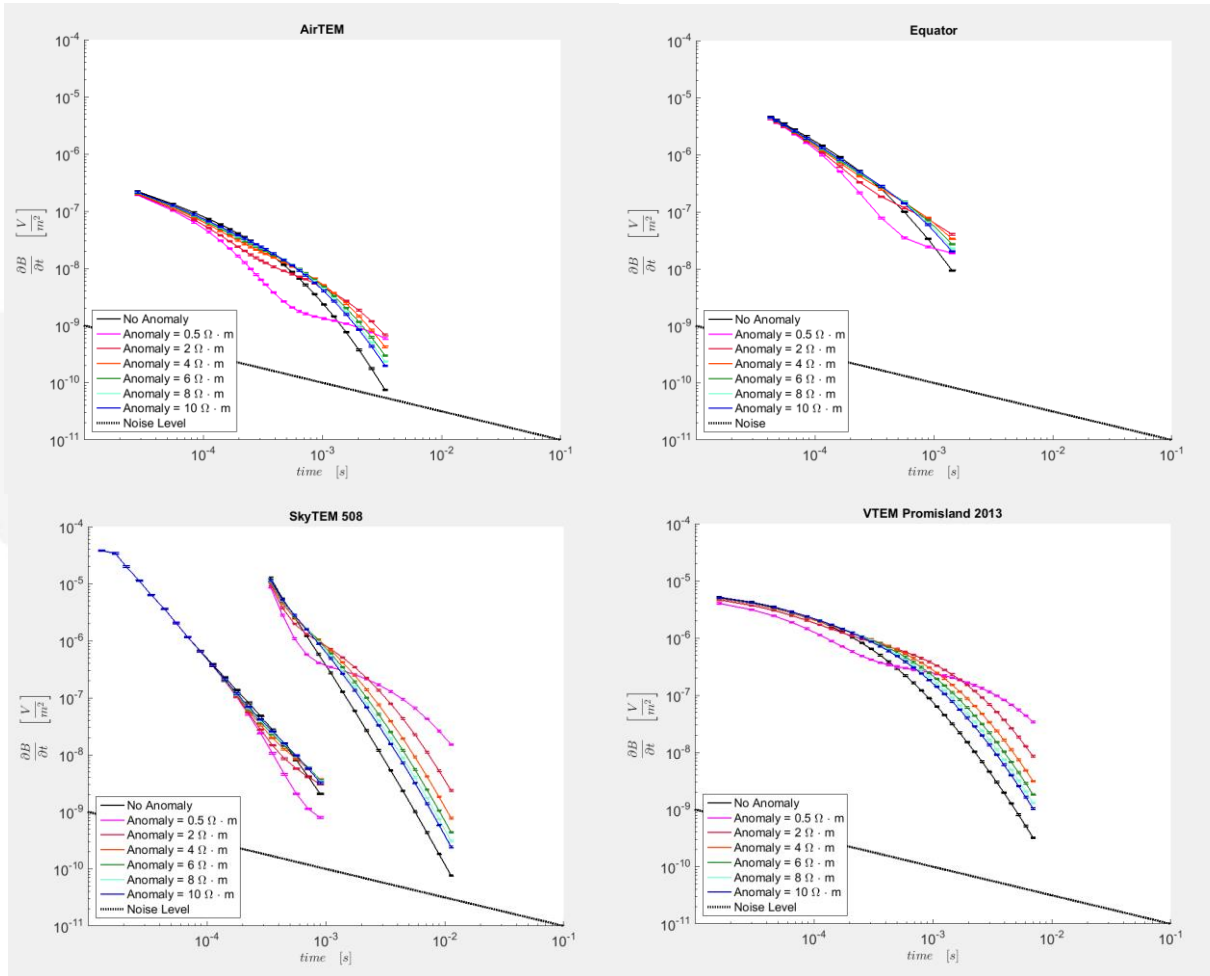 AirTEM
10^-4
10^-5
10^-6
10^-7
10^-8
10^-9
10^-10
10^-11
∂B/∂t [V/m²]
No Anomaly
Anomaly = 0.5 Ω · m
Anomaly = 2 Ω · m
Anomaly = 4 Ω · m
Anomaly = 6 Ω · m
Anomaly = 8 Ω · m
Anomaly = 10 Ω · m
Noise Level
10^-4 10^-3 10^-2 10^-1
time [s]
Equator
10^-4
10^-5
10^-6
10^-7
10^-8
10^-9
10^-10
10^-11
∂B/∂t [V/m²]
No Anomaly
Anomaly = 0.5 Ω · m
Anomaly = 2 Ω · m
Anomaly = 4 Ω · m
Anomaly = 6 Ω · m
Anomaly = 8 Ω · m
Anomaly = 10 Ω · m
Noise
10^-4 10^-3 10^-2 10^-1
time [s]
SkyTEM 508
10^-4
10^-5
10^-6
10^-7
10^-8
10^-9
10^-10
10^-11
∂B/∂t [V/m²]
No Anomaly
Anomaly = 0.5 Ω · m
Anomaly = 2 Ω · m
Anomaly = 4 Ω · m
Anomaly = 6 Ω · m
Anomaly = 8 Ω · m
Anomaly = 10 Ω · m
Noise Level
10^-4 10^-3 10^-2 10^-1
time [s]
VTEM Promisland 2013
10^-4
10^-5
10^-6
10^-7
10^-8
10^-9
10^-10
10^-11
∂B/∂t [V/m²]
No Anomaly
Anomaly = 0.5 Ω · m
Anomaly = 2 Ω · m
Anomaly = 4 Ω · m
Anomaly = 6 Ω · m
Anomaly = 8 Ω · m
Anomaly = 10 Ω · m
Noise Level
10^-4 10^-3 10^-2 10^-1
time [s]